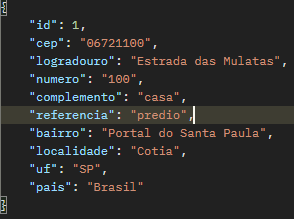 {
"id": 1,
"cep": "06721100",
"logradouro": "Estrada das Mulatas",
"numero": "100",
"complemento": "casa",
"referencia": "predio",
"bairro": "Portal do Santa Paula",
"localidade": "Cotia",
"uf": "SP",
"pais": "Brasil"
}